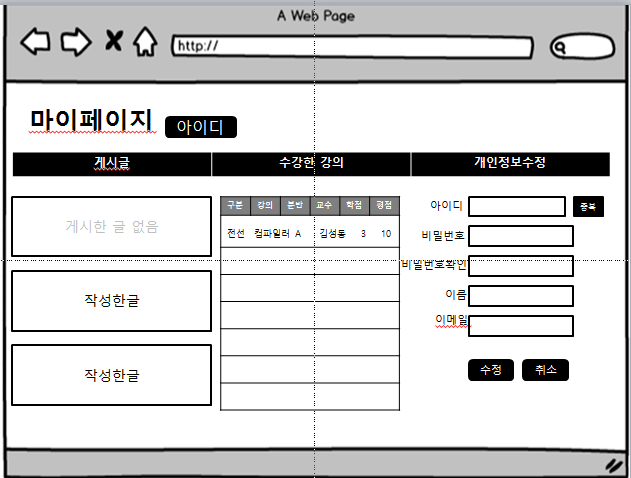 A Web Page
http://
마이페이지 아이디
게시글 수강한 강의 개인정보수정
게시한 글 없음
작성한글
작성한글
구분 강의 분반 교수 학점 평점
전선 컴파일러 A 김성동 3 10
아이디 중복
비밀번호
비밀번호확인
이름
이메일
수정 취소